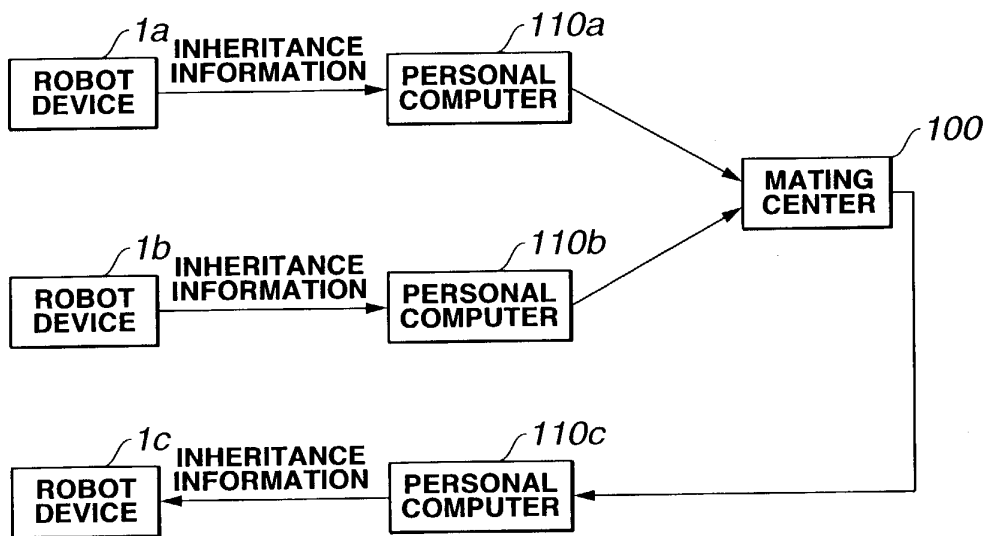 1a
INHERITANCE
INFORMATION
110a
ROBOT
DEVICE
PERSONAL
COMPUTER
100
MATING
CENTER
1b
INHERITANCE
INFORMATION
110b
ROBOT
DEVICE
PERSONAL
COMPUTER
1c
INHERITANCE
INFORMATION
110c
ROBOT
DEVICE
PERSONAL
COMPUTER